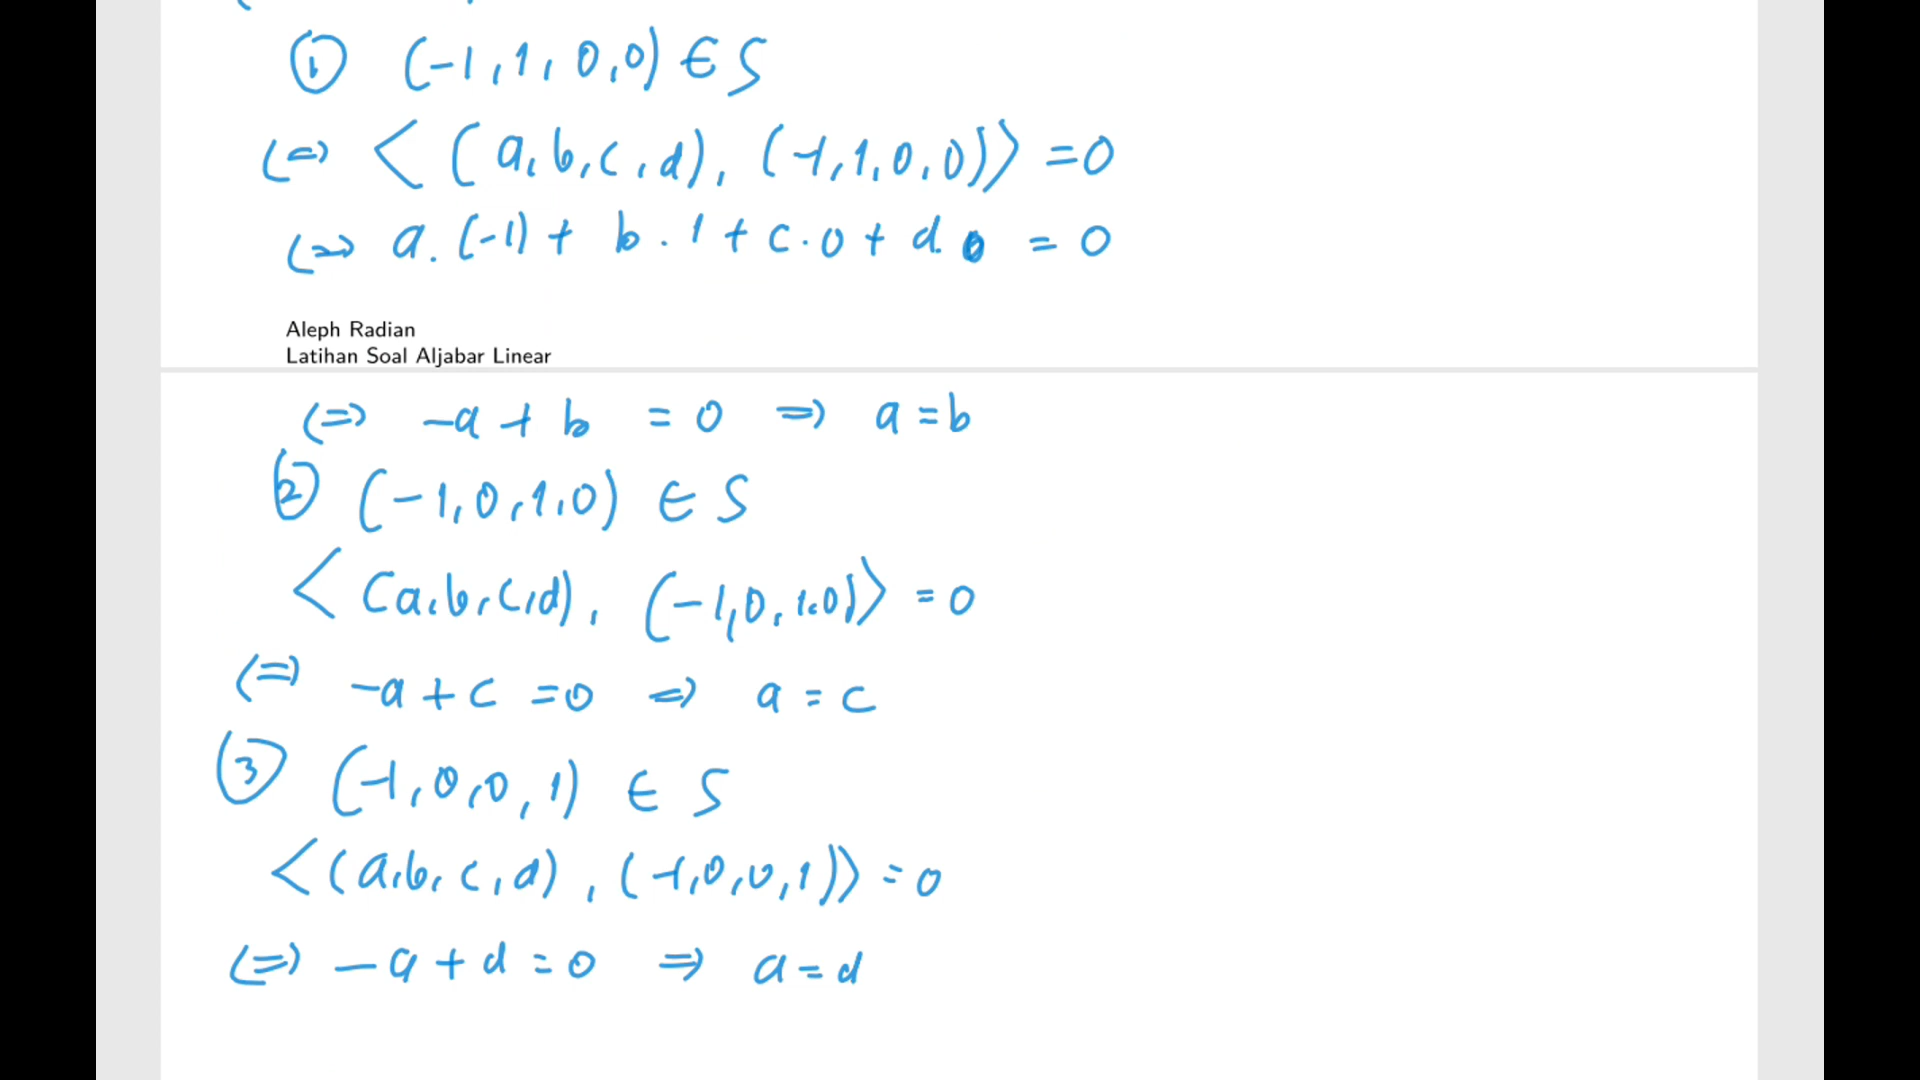 ① (-1, 1, 0, 0) ∈ S
⇔ < (a, b, c, d), (-1, 1, 0, 0)> = 0
⇔ a. (-1) + b . 1 + c . 0 + d. 0 = 0
Aleph Radian
Latihan Soal Aljabar Linear
⇔ -a + b = 0 ⇒ a = b
② (-1, 0, 1, 0) ∈ S
< (a, b, c, d), (-1, 0, 1, 0)> = 0
⇔ -a + c = 0 ⇒ a = c
③ (-1, 0, 0, 1) ∈ S
< (a, b, c, d), (-1, 0, 0, 1)> = 0
⇔ -a + d = 0 ⇒ a = d